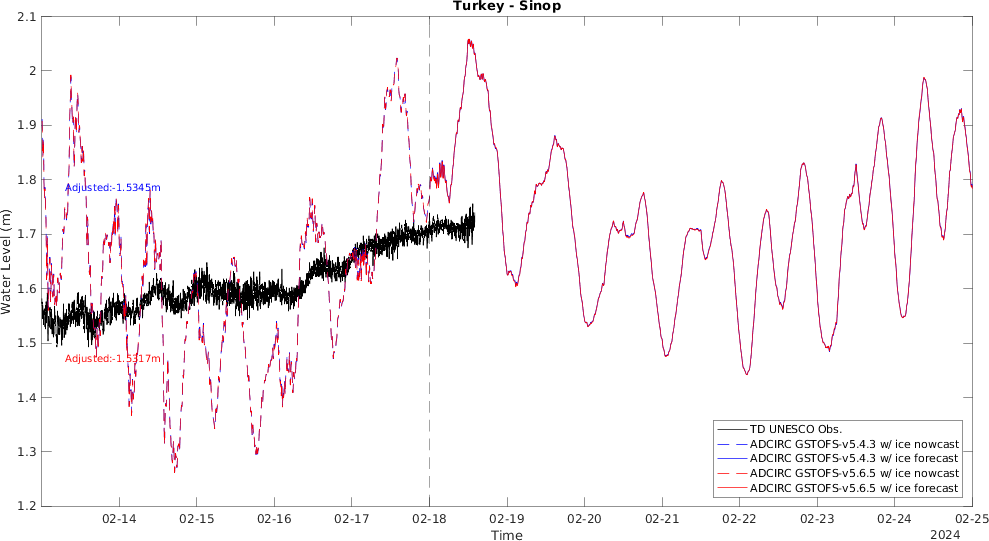 Turkey - Sinop
2.1
2
1.9
1.8
1.7
1.6
1.5
1.4
1.3
1.2
Water Level (m)
Adjusted:-1.5345m
Adjusted:-1.5317m
TD UNESCO Obs.
ADCIRC GSTOFS-v5.4.3 w/ ice nowcast
ADCIRC GSTOFS-v5.4.3 w/ ice forecast
ADCIRC GSTOFS-v5.6.5 w/ ice nowcast
ADCIRC GSTOFS-v5.6.5 w/ ice forecast
02-14 02-15 02-16 02-17 02-18 02-19 02-20 02-21 02-22 02-23 02-24 02-25
Time
2024